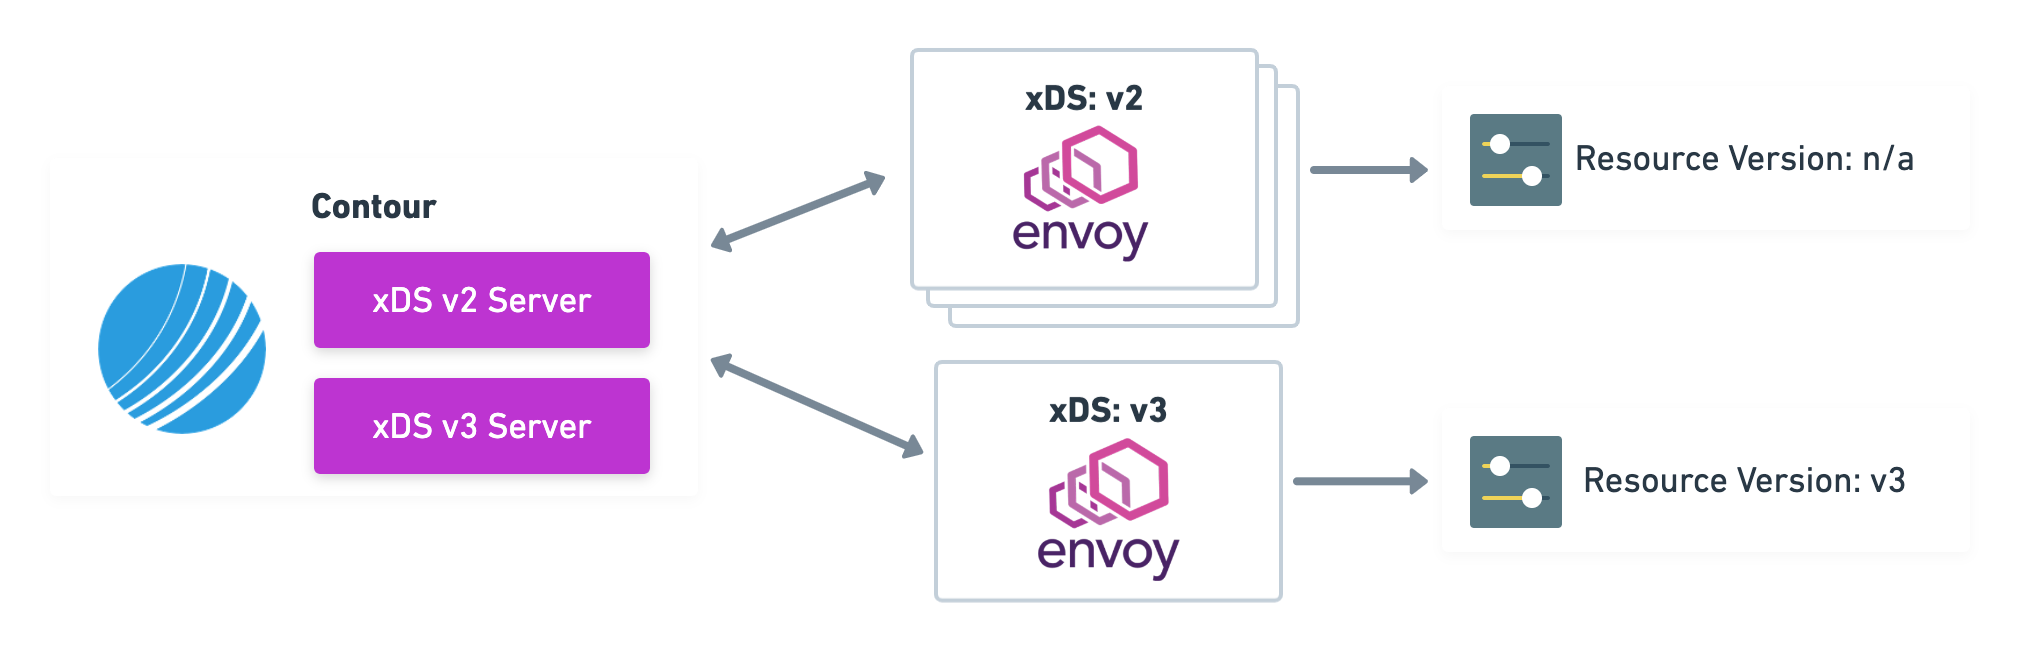 Contour
xDS v2 Server
xDS v3 Server
xDS: v2
envoy
xDS: v3
envoy
Resource Version: n/a
Resource Version: v3